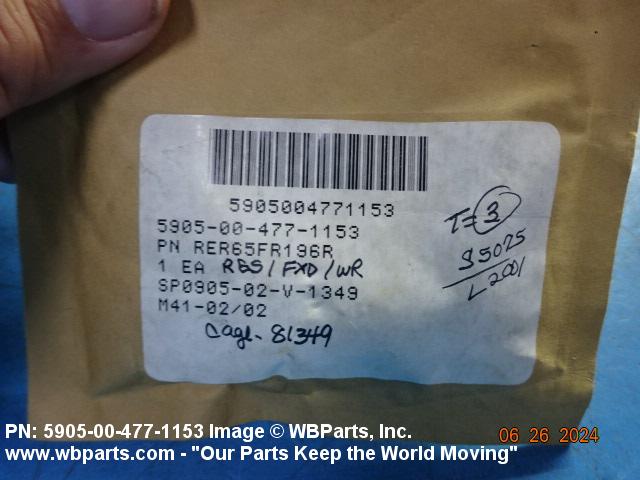 5905004771153
5905-00-477-1153
PN RER65FR196R
1 EA RES/FXD/WR
SP0905-02-V-1349
M41-02/02
Cage-81349
T=3
S5025
L2001
PN: 5905-00-477-1153 Image © WBParts, Inc.
06 26 2024
www.wbparts.com - "Our Parts Keep the World Moving"